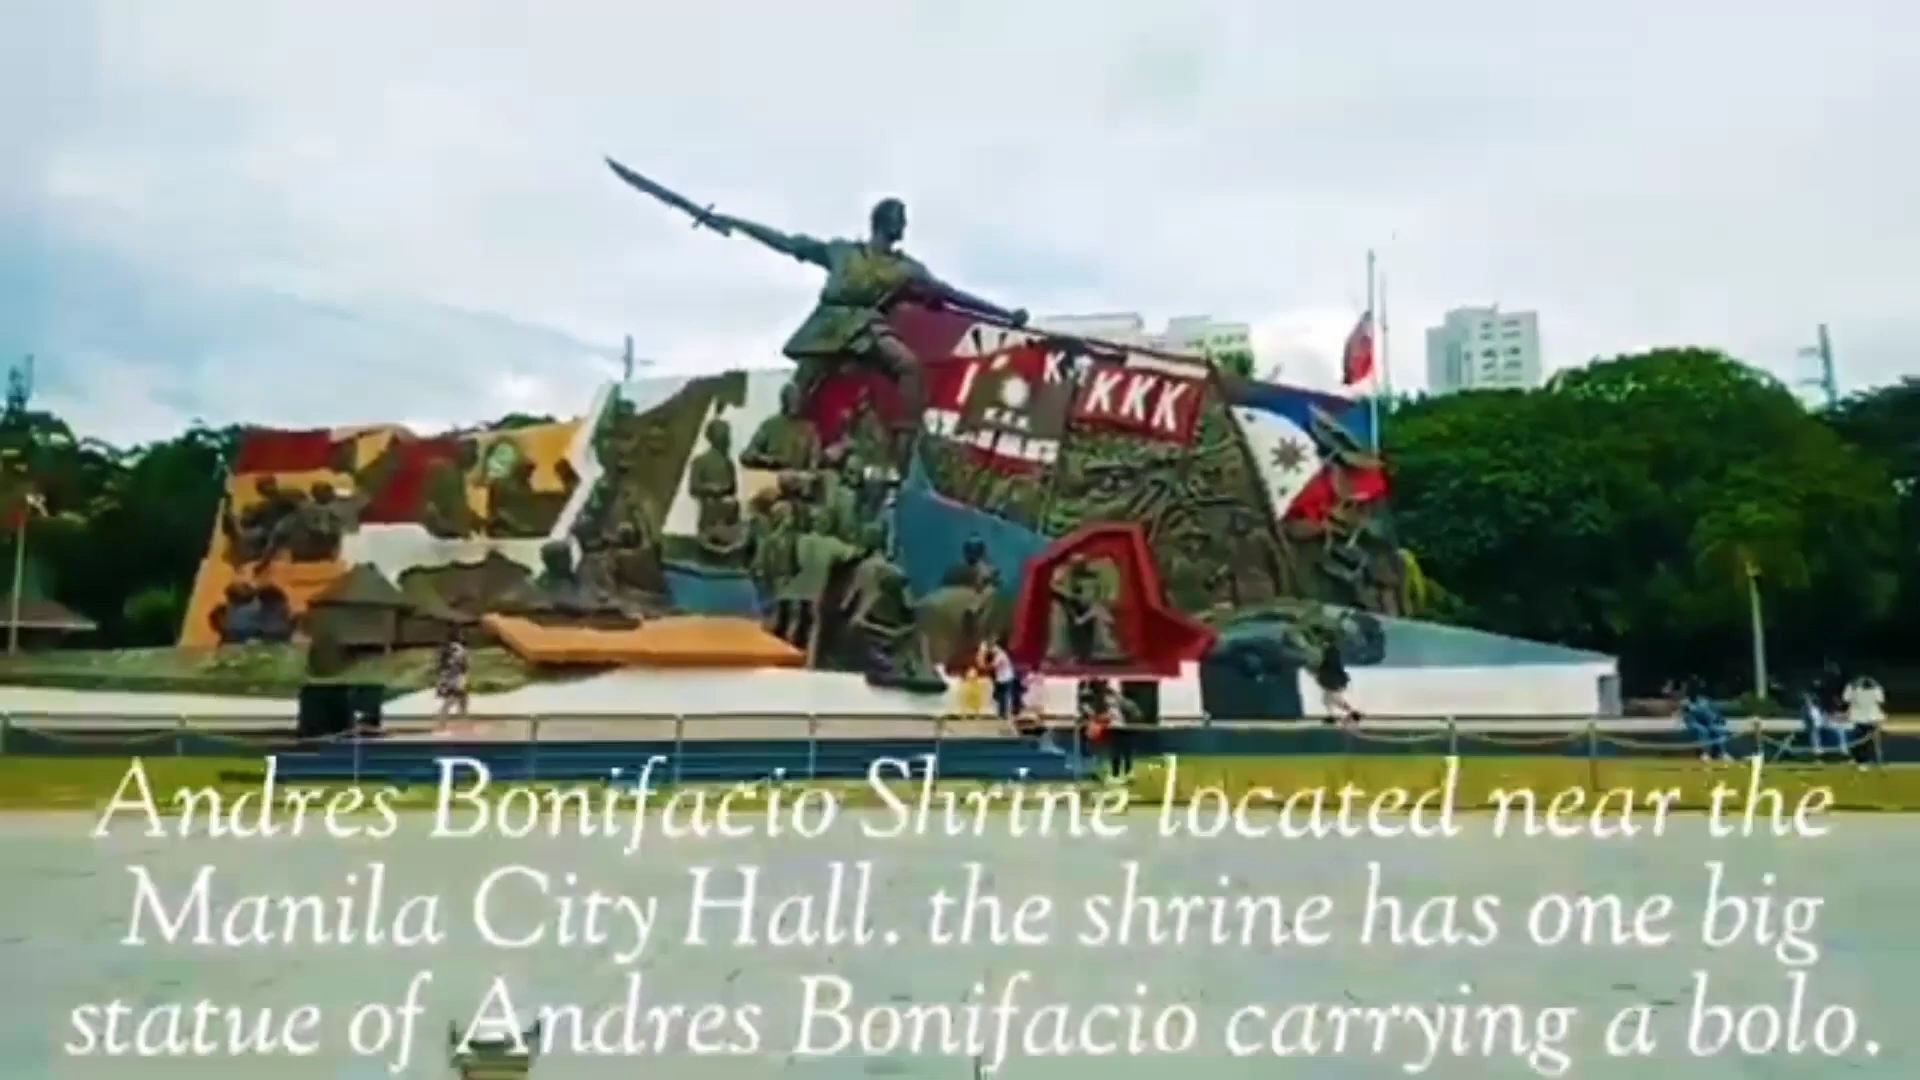 KKK
Andres Bonifacio Shrine located near the
Manila City Hall. the shrine has one big
statue of Andres Bonifacio carrying a bolo.